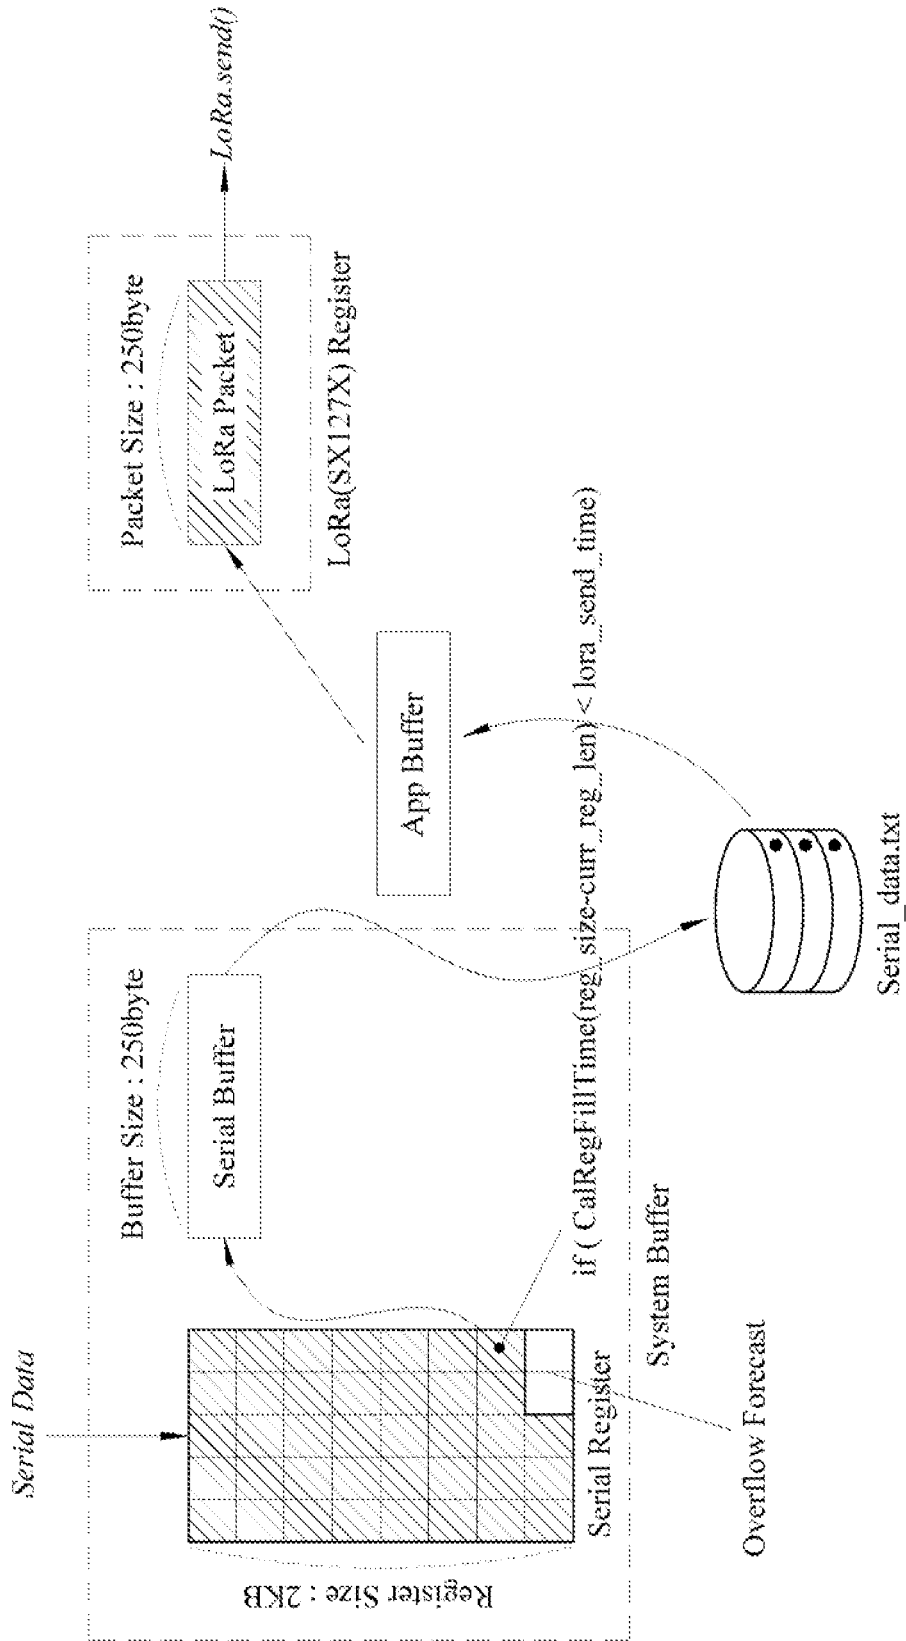 Serial Data
Register Size : 2KB
Serial Register
Overflow Forecast
Buffer Size : 250byte
Serial Buffer
if ( CalRegFillTime(reg_size-curr_reg_len) < lora_send_time)
System Buffer
Serial_data.txt
App Buffer
Packet Size : 250byte
LoRa Packet
LoRa(SX127X) Register
LoRa.send()